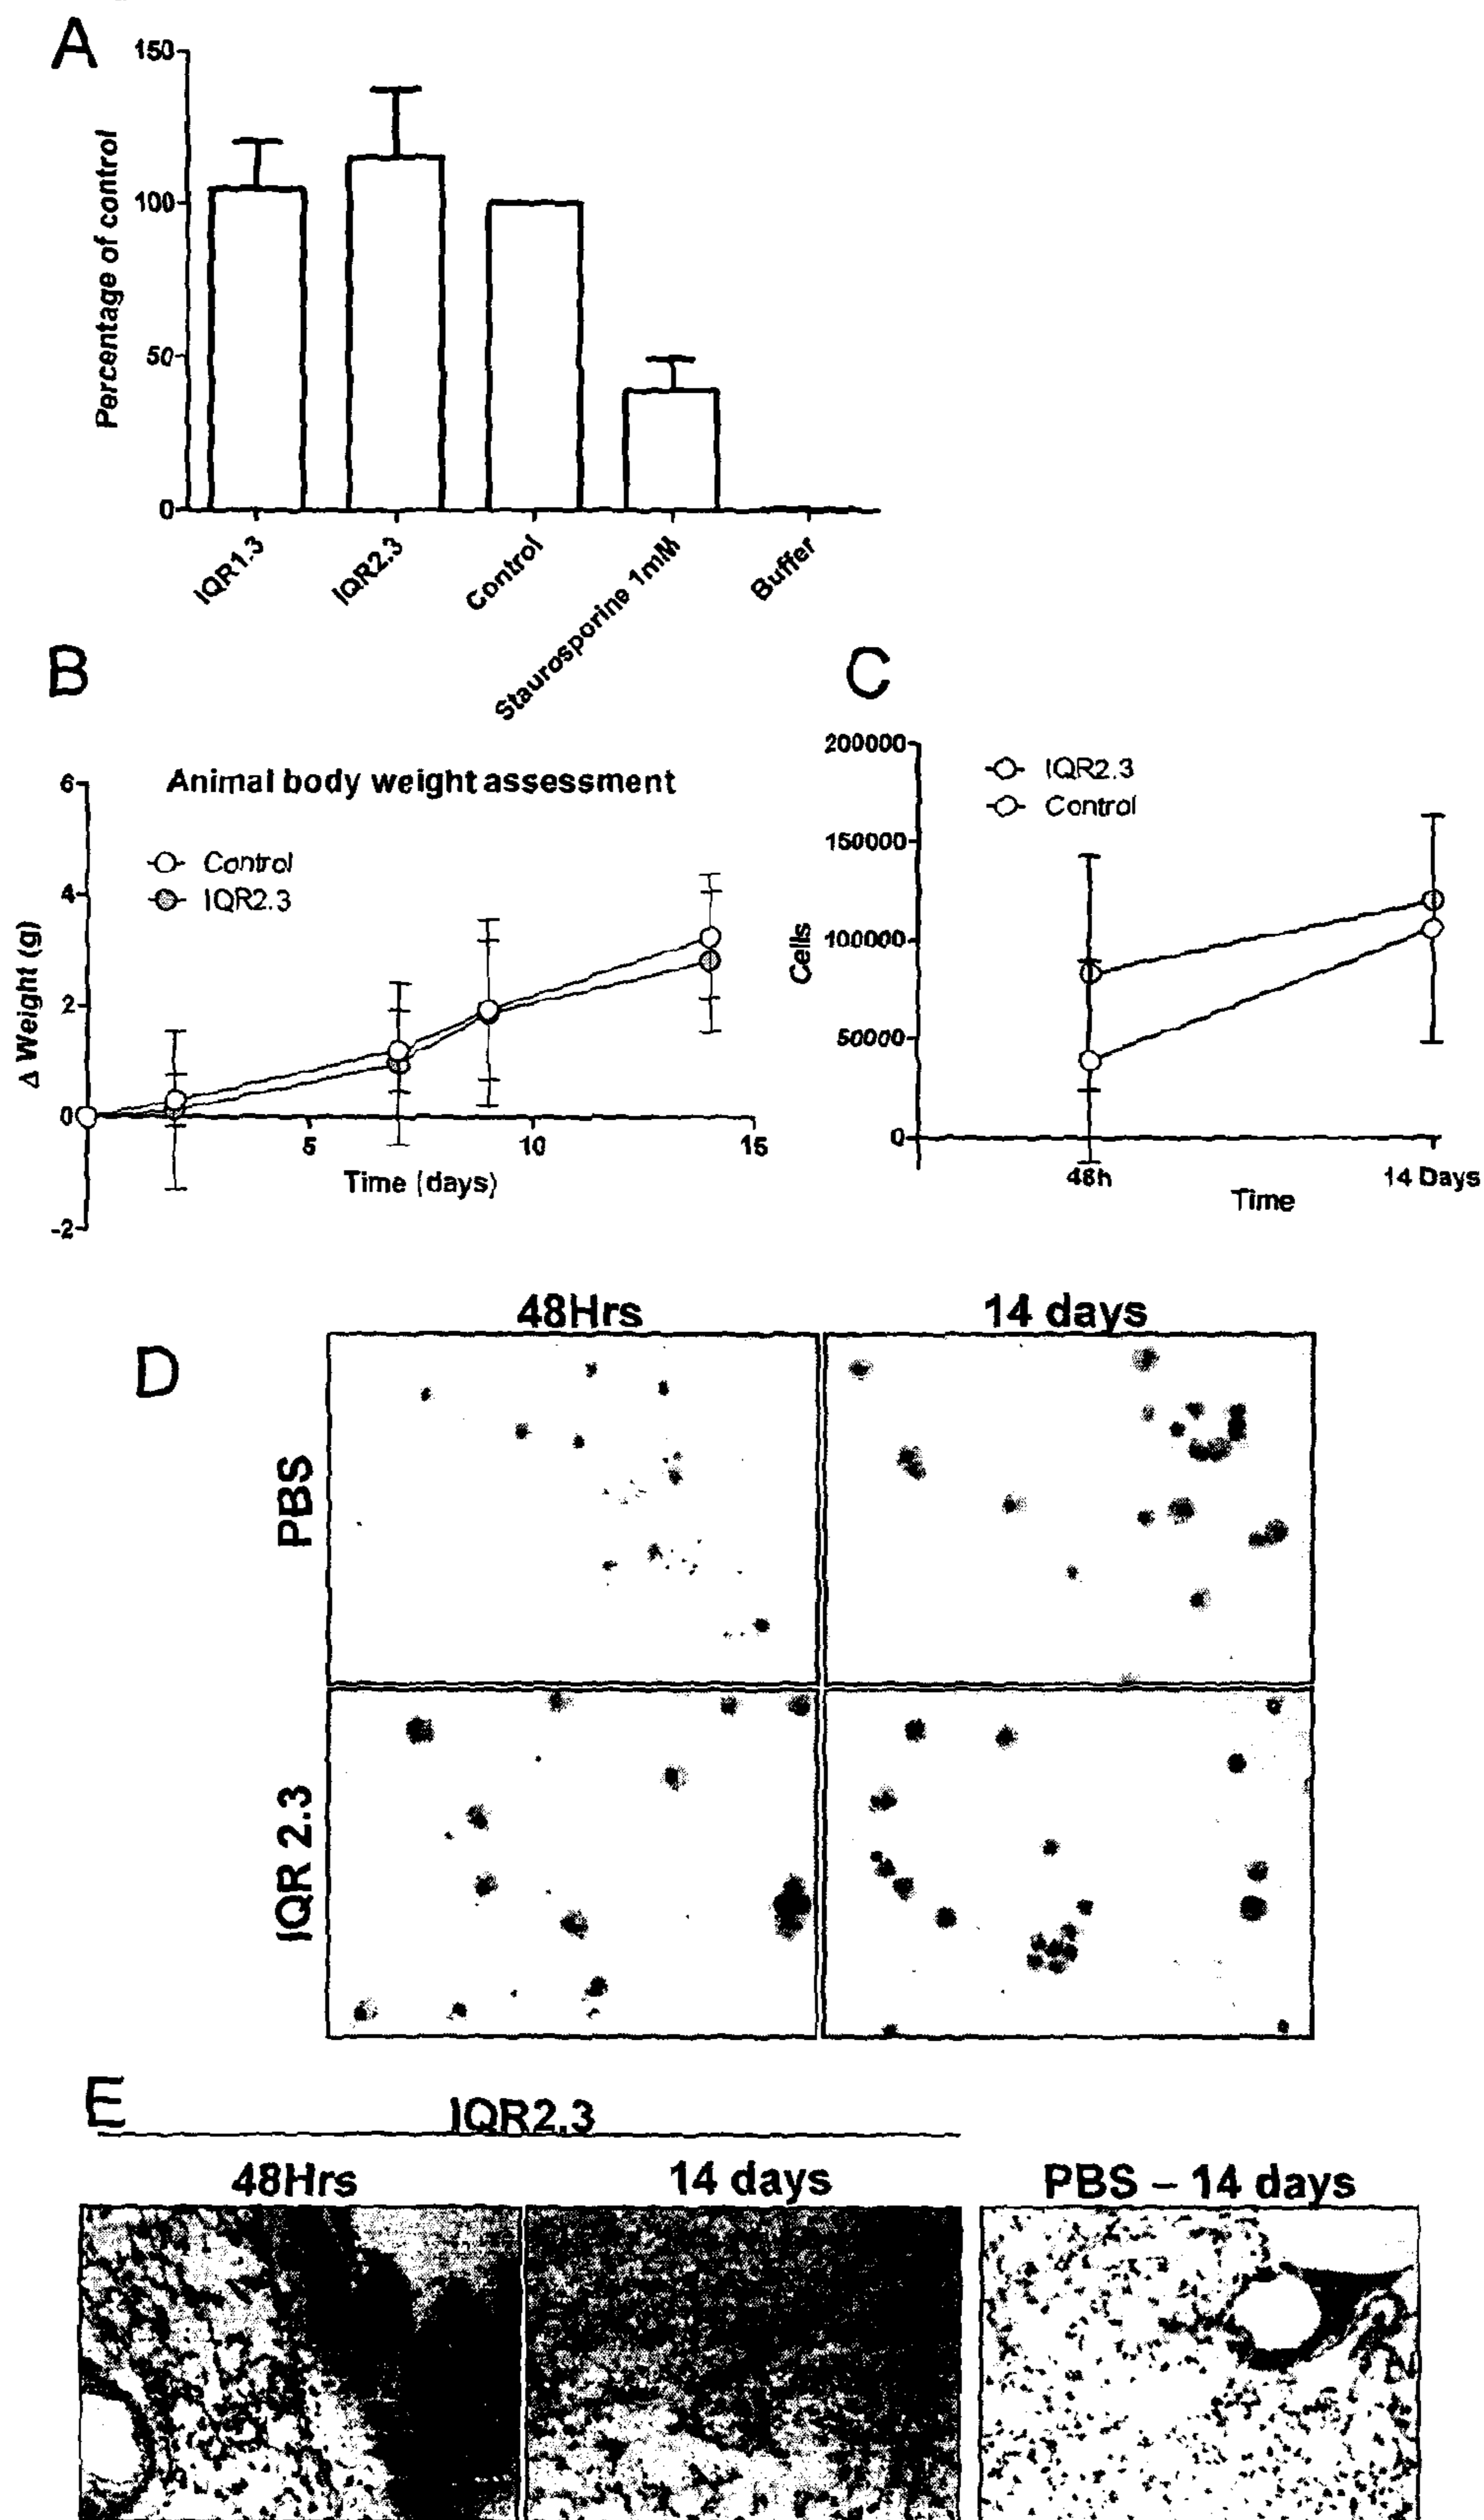 A
150
100
50
0
Percentage of control
IQR1.3
IQR2.3
Control
Staurosporine 1mM
Buffer
B
Animal body weight assessment
6
4
2
0
-2
Control
IQR2.3
Δ Weight (g)
5
10
15
Time (days)
C
200000
150000
100000
50000
0
IQR2.3
Control
Cells
48h
14 Days
Time
D
48Hrs
14 days
PBS
IQR 2.3
E
IQR2.3
48Hrs
14 days
PBS – 14 days